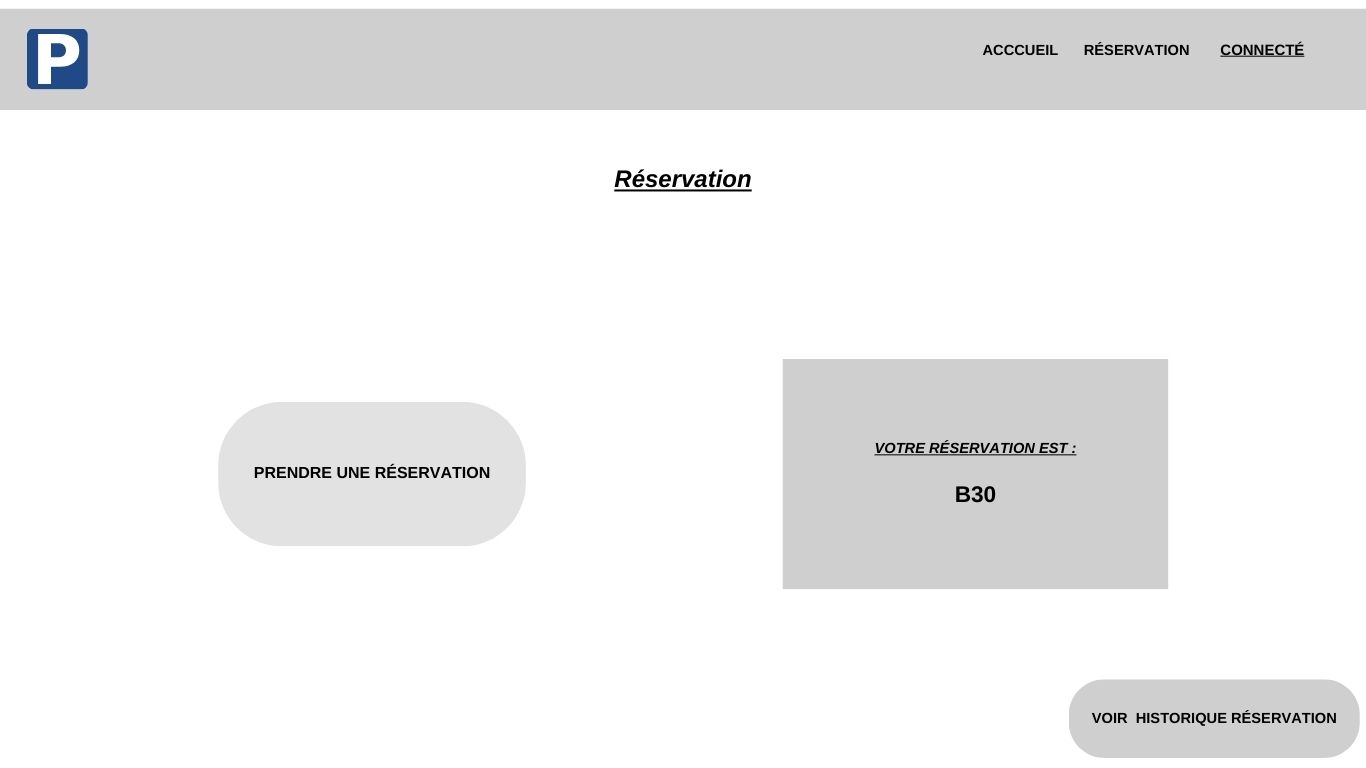 P
ACCCUEIL RÉSERVATION CONNECTÉ
Réservation
VOTRE RÉSERVATION EST :
PRENDRE UNE RÉSERVATION
B30
VOIR  HISTORIQUE RÉSERVATION